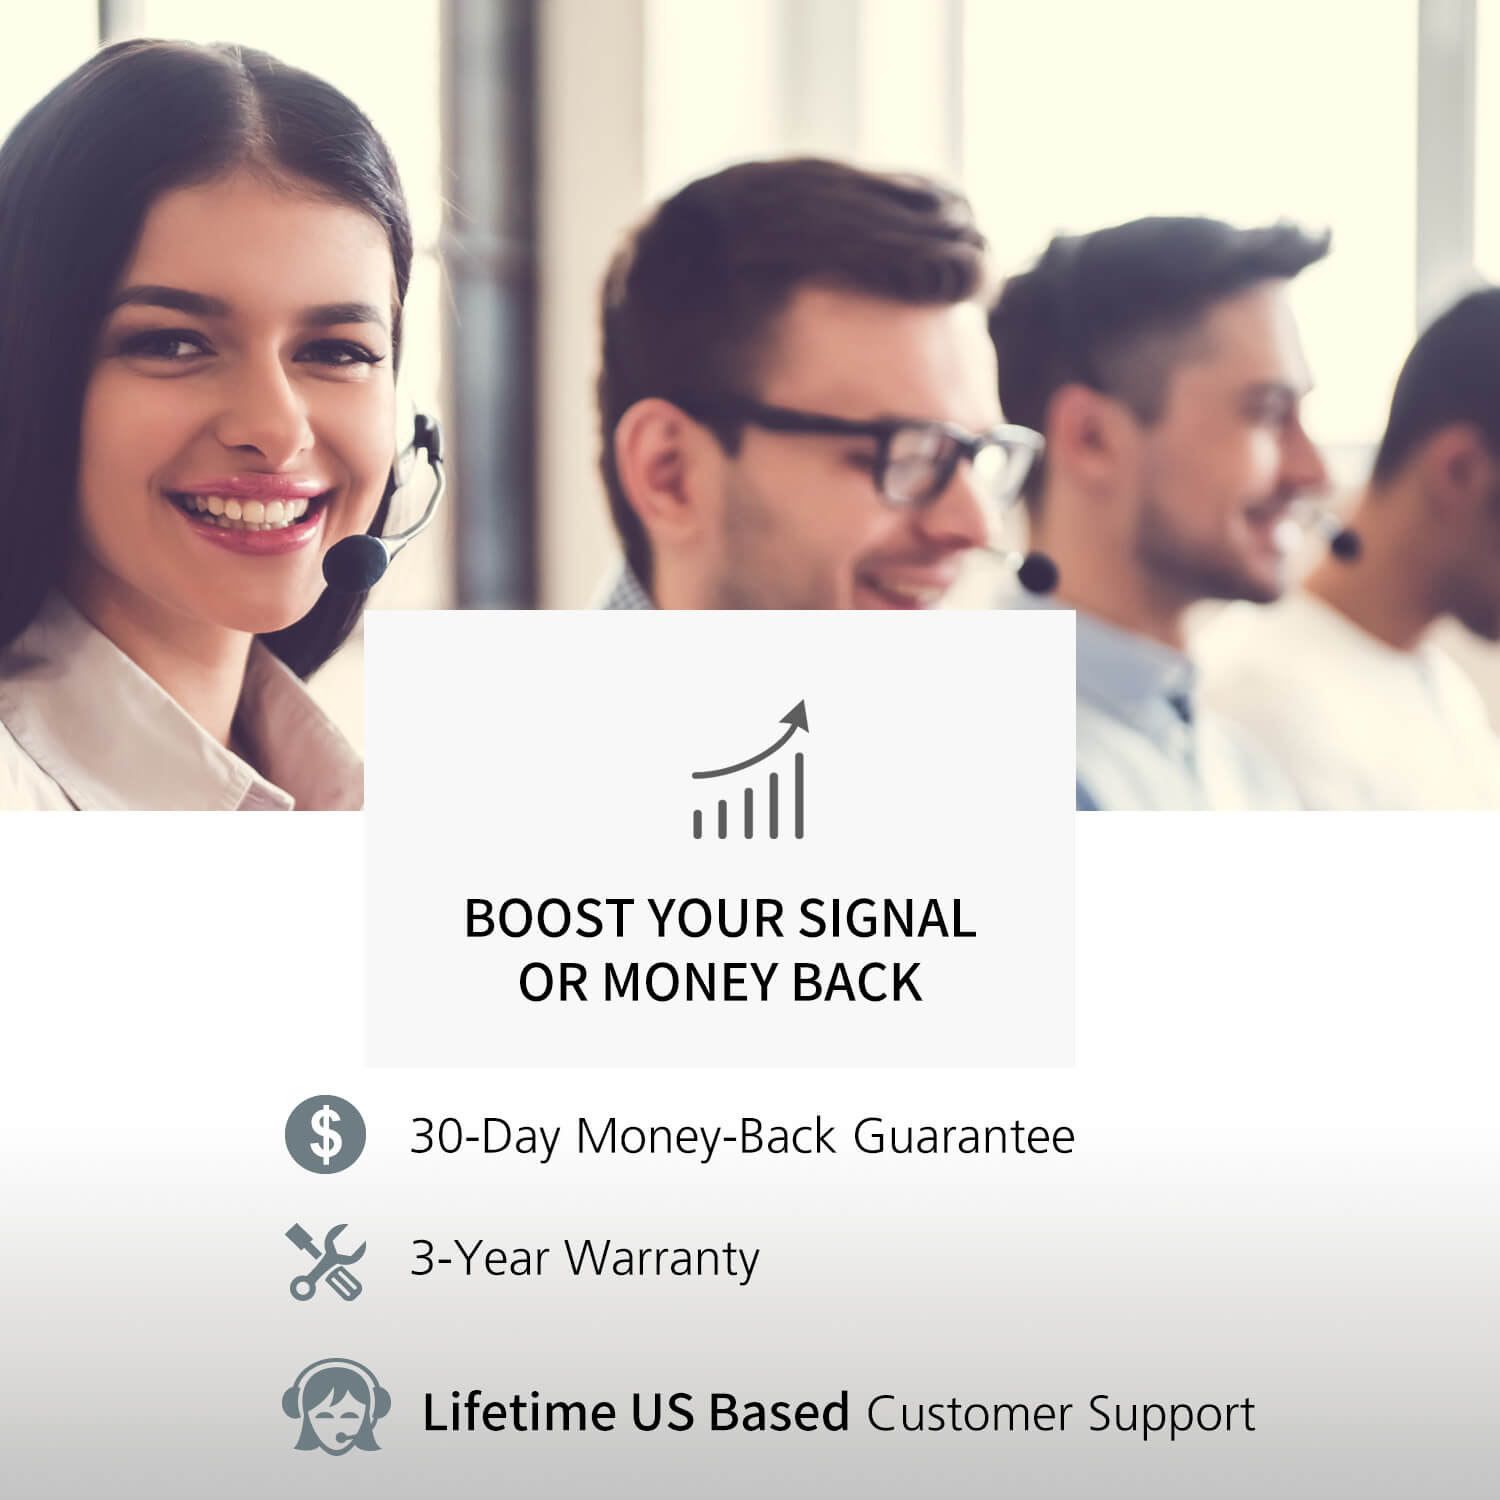 BOOST YOUR SIGNAL
OR MONEY BACK
$
30-Day Money-Back Guarantee
3-Year Warranty
Lifetime US Based Customer Support